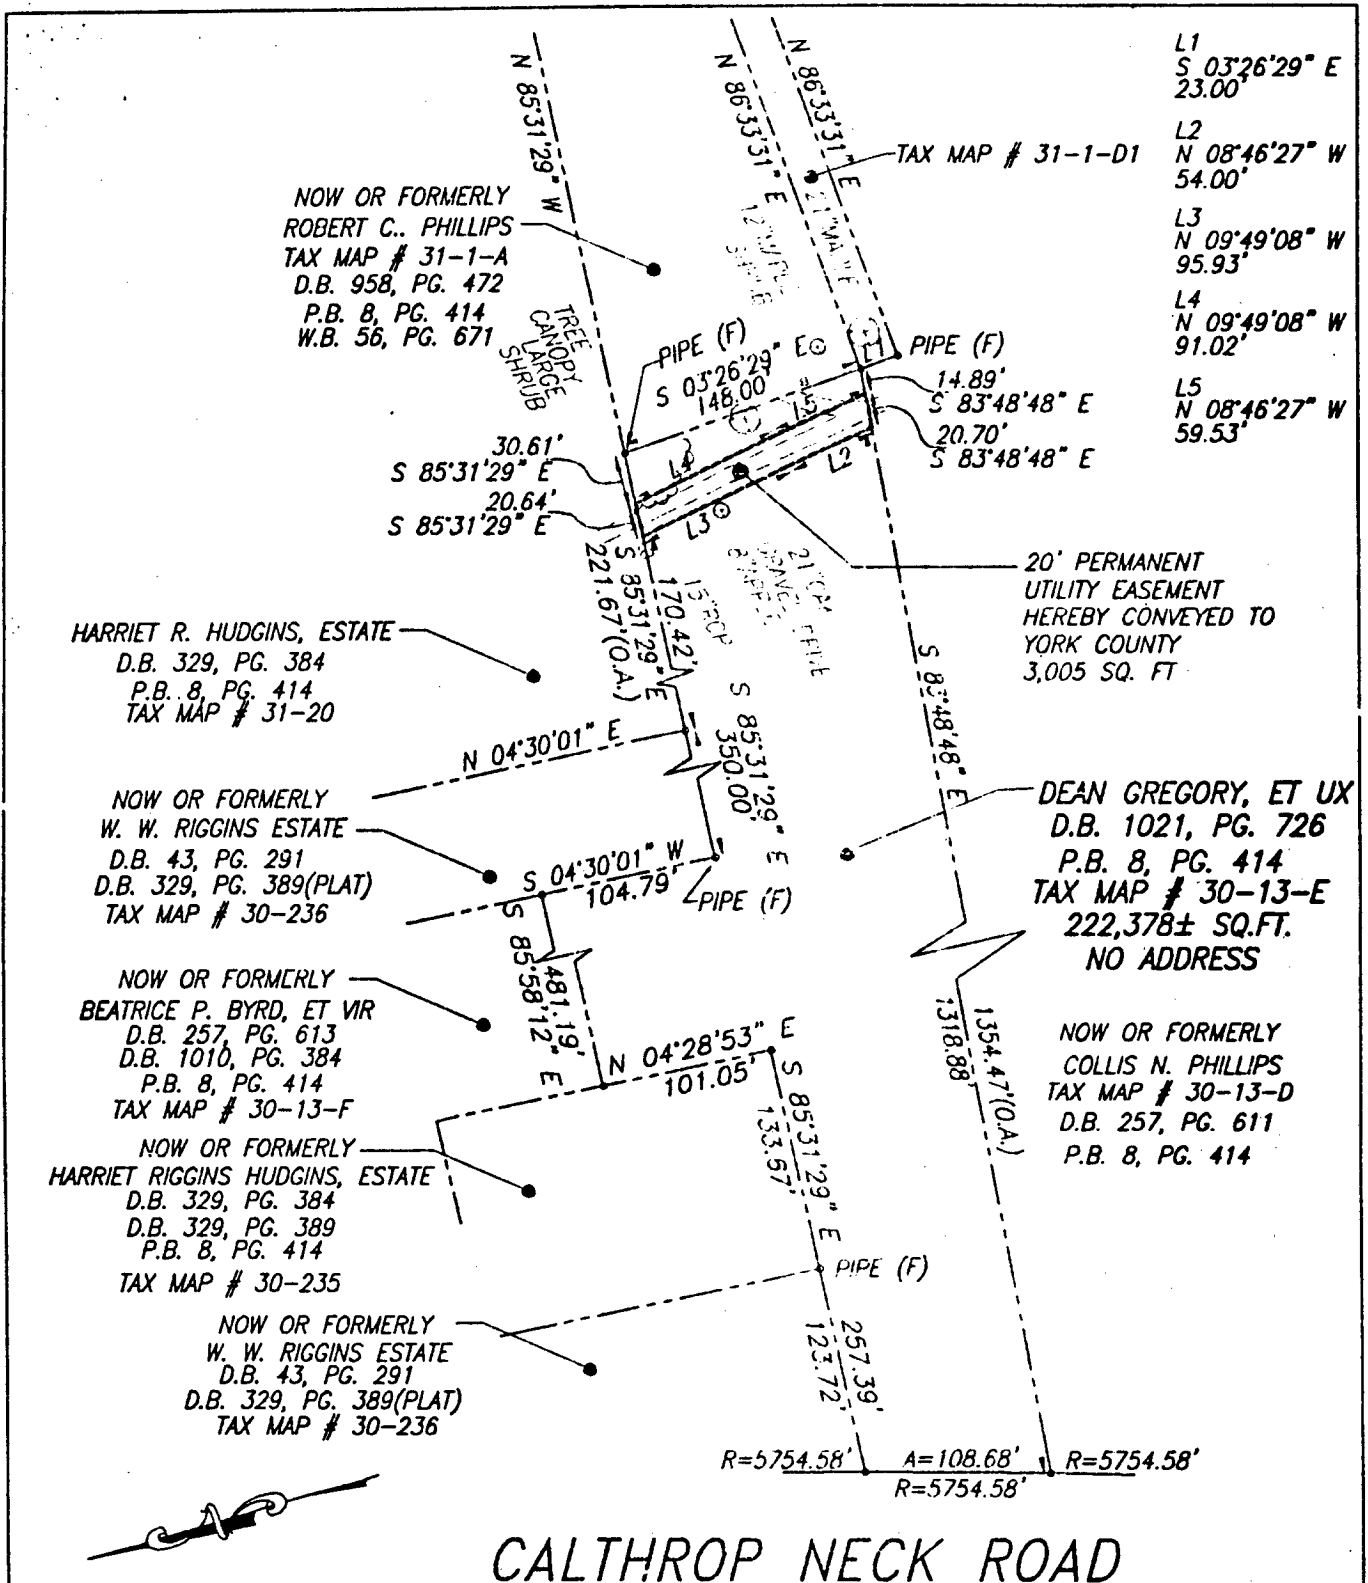 L1
S 03°26'29" E
23.00'
L2
N 08°46'27" W
54.00'
L3
N 09°49'08" W
95.93'
L4
N 09°49'08" W
91.02'
L5
N 08°46'27" W
59.53'
N 85°31'29" W
N 86°33'31" E
N 86°33'31" E
TAX MAP # 31-1-D1
NOW OR FORMERLY
ROBERT C.. PHILLIPS
TAX MAP # 31-1-A
D.B. 958, PG. 472
P.B. 8, PG. 414
W.B. 56, PG. 671
SHRUB
TREE
CANOPY
LARGE
SHRUB
PIPE (F)
S 03°26'29" E
148.00'
L1
PIPE (F)
14.89'
S 83°48'48" E
20.70'
S 83°48'48" E
30.61'
S 85°31'29" E
20.64'
S 85°31'29" E
L4
L5
L2
L3
20' PERMANENT
UTILITY EASEMENT
HEREBY CONVEYED TO
YORK COUNTY
3,005 SQ. FT
170.42'
S 85°31'29" E
221.67'(O.A.)
15"RCP
HARRIET R. HUDGINS, ESTATE
D.B. 329, PG. 384
P.B. 8, PG. 414
TAX MAP # 31-20
N 04°30'01" E
S 85°31'29" E
350.00'
S 83°48'48" E
NOW OR FORMERLY
W. W. RIGGINS ESTATE
D.B. 43, PG. 291
D.B. 329, PG. 389(PLAT)
TAX MAP # 30-236
S 04°30'01" W
104.79'
PIPE (F)
DEAN GREGORY, ET UX
D.B. 1021, PG. 726
P.B. 8, PG. 414
TAX MAP # 30-13-E
222,378± SQ.FT.
NO ADDRESS
NOW OR FORMERLY
BEATRICE P. BYRD, ET VIR
D.B. 257, PG. 613
D.B. 1010, PG. 384
P.B. 8, PG. 414
TAX MAP # 30-13-F
481.19'
S 85°58'12" E
N 04°28'53" E
101.05'
1354.47'(O.A.)
1318.88'
NOW OR FORMERLY
COLLIS N. PHILLIPS
TAX MAP # 30-13-D
D.B. 257, PG. 611
P.B. 8, PG. 414
NOW OR FORMERLY
HARRIET RIGGINS HUDGINS, ESTATE
D.B. 329, PG. 384
D.B. 329, PG. 389
P.B. 8, PG. 414
TAX MAP # 30-235
S 85°31'29" E
133.67'
PIPE (F)
NOW OR FORMERLY
W. W. RIGGINS ESTATE
D.B. 43, PG. 291
D.B. 329, PG. 389(PLAT)
TAX MAP # 30-236
257.39'
123.72'
R=5754.58'
A=108.68'
R=5754.58'
R=5754.58'
N
CALTHROP NECK ROAD